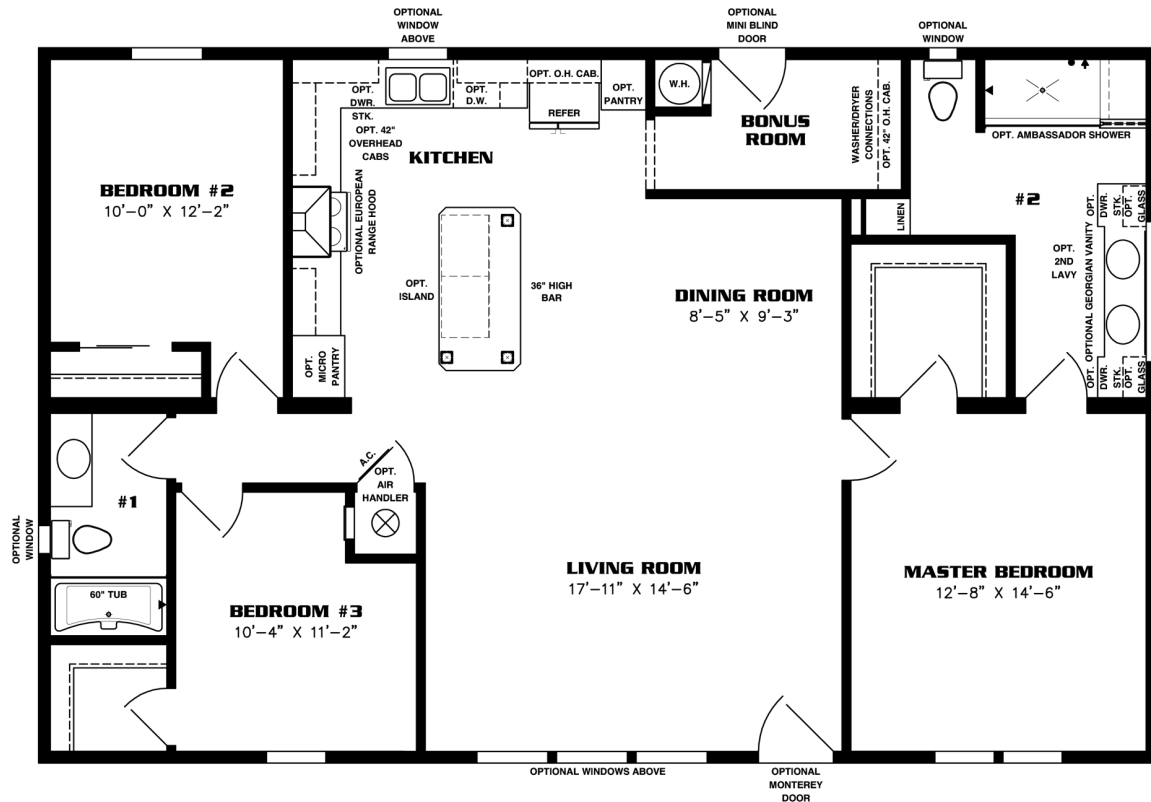 OPTIONAL
WINDOW
ABOVE
OPTIONAL
MINI BLIND
DOOR
OPTIONAL
WINDOW
OPT.
DWR.
STK.
OPT. 42"
OVERHEAD
CABS
OPT.
D.W.
OPT. O.H. CAB.
REFER
OPT.
PANTRY
W.H.
BONUS
ROOM
WASHER/DRYER
CONNECTIONS
OPT. 42" O.H. CAB.
OPT. AMBASSADOR SHOWER
KITCHEN
BEDROOM #2
10'-0" X 12'-2"
OPTIONAL EUROPEAN
RANGE HOOD
LINEN
#2
OPT.
DWR.
STK.
OPT.
GLASS
OPT.
2ND
LAVY
OPTIONAL GEORGIAN VANITY
OPT.
ISLAND
36" HIGH
BAR
DINING ROOM
8'-5" X 9'-3"
OPT.
MICRO
PANTRY
OPT.
DWR.
STK.
OPT.
GLASS
A.C.
OPT.
AIR
HANDLER
#1
OPTIONAL
WINDOW
60" TUB
BEDROOM #3
10'-4" X 11'-2"
LIVING ROOM
17'-11" X 14'-6"
MASTER BEDROOM
12'-8" X 14'-6"
OPTIONAL WINDOWS ABOVE
OPTIONAL
MONTEREY
DOOR